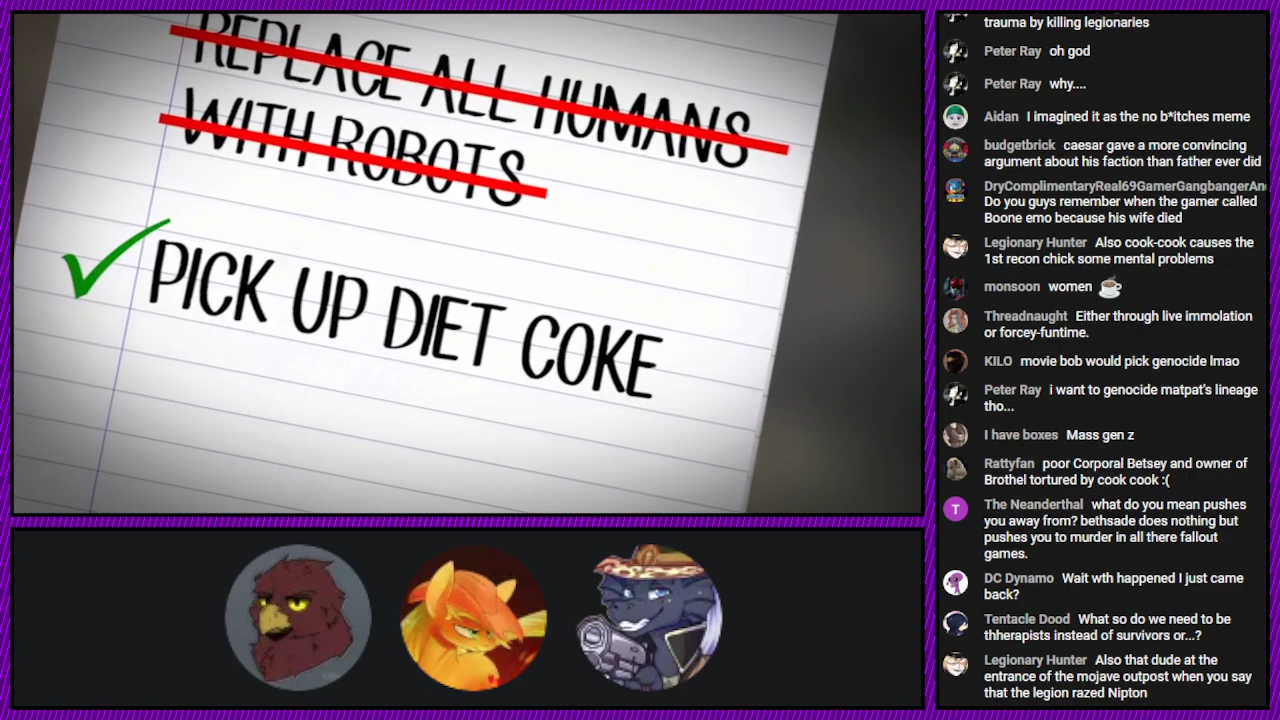 REPLACE ALL HUMANS
WITH ROBOTS
PICK UP DIET COKE
trauma by killing legionaries
Peter Ray oh god
Peter Ray why....
Aidan I imagined it as the no b*itches meme
budgetbrick caesar gave a more convincing
argument about his faction than father ever did
DryComplimentaryReal69GamerGangbangerAn
Do you guys remember when the gamer called
Boone emo because his wife died
Legionary Hunter Also cook-cook causes the
1st recon chick some mental problems
monsoon women ☕
Threadnaught Either through live immolation
or forcey-funtime.
KILO movie bob would pick genocide lmao
Peter Ray i want to genocide matpat's lineage
tho...
I have boxes Mass gen z
Rattyfan poor Corporal Betsey and owner of
Brothel tortured by cook cook :(
T
The Neanderthal what do you mean pushes
you away from? bethsade does nothing but
pushes you to murder in all there fallout
games.
DC Dynamo Wait wth happened I just came
back?
Tentacle Dood What so do we need to be
thherapists instead of survivors or...?
Legionary Hunter Also that dude at the
entrance of the mojave outpost when you say
that the legion razed Nipton